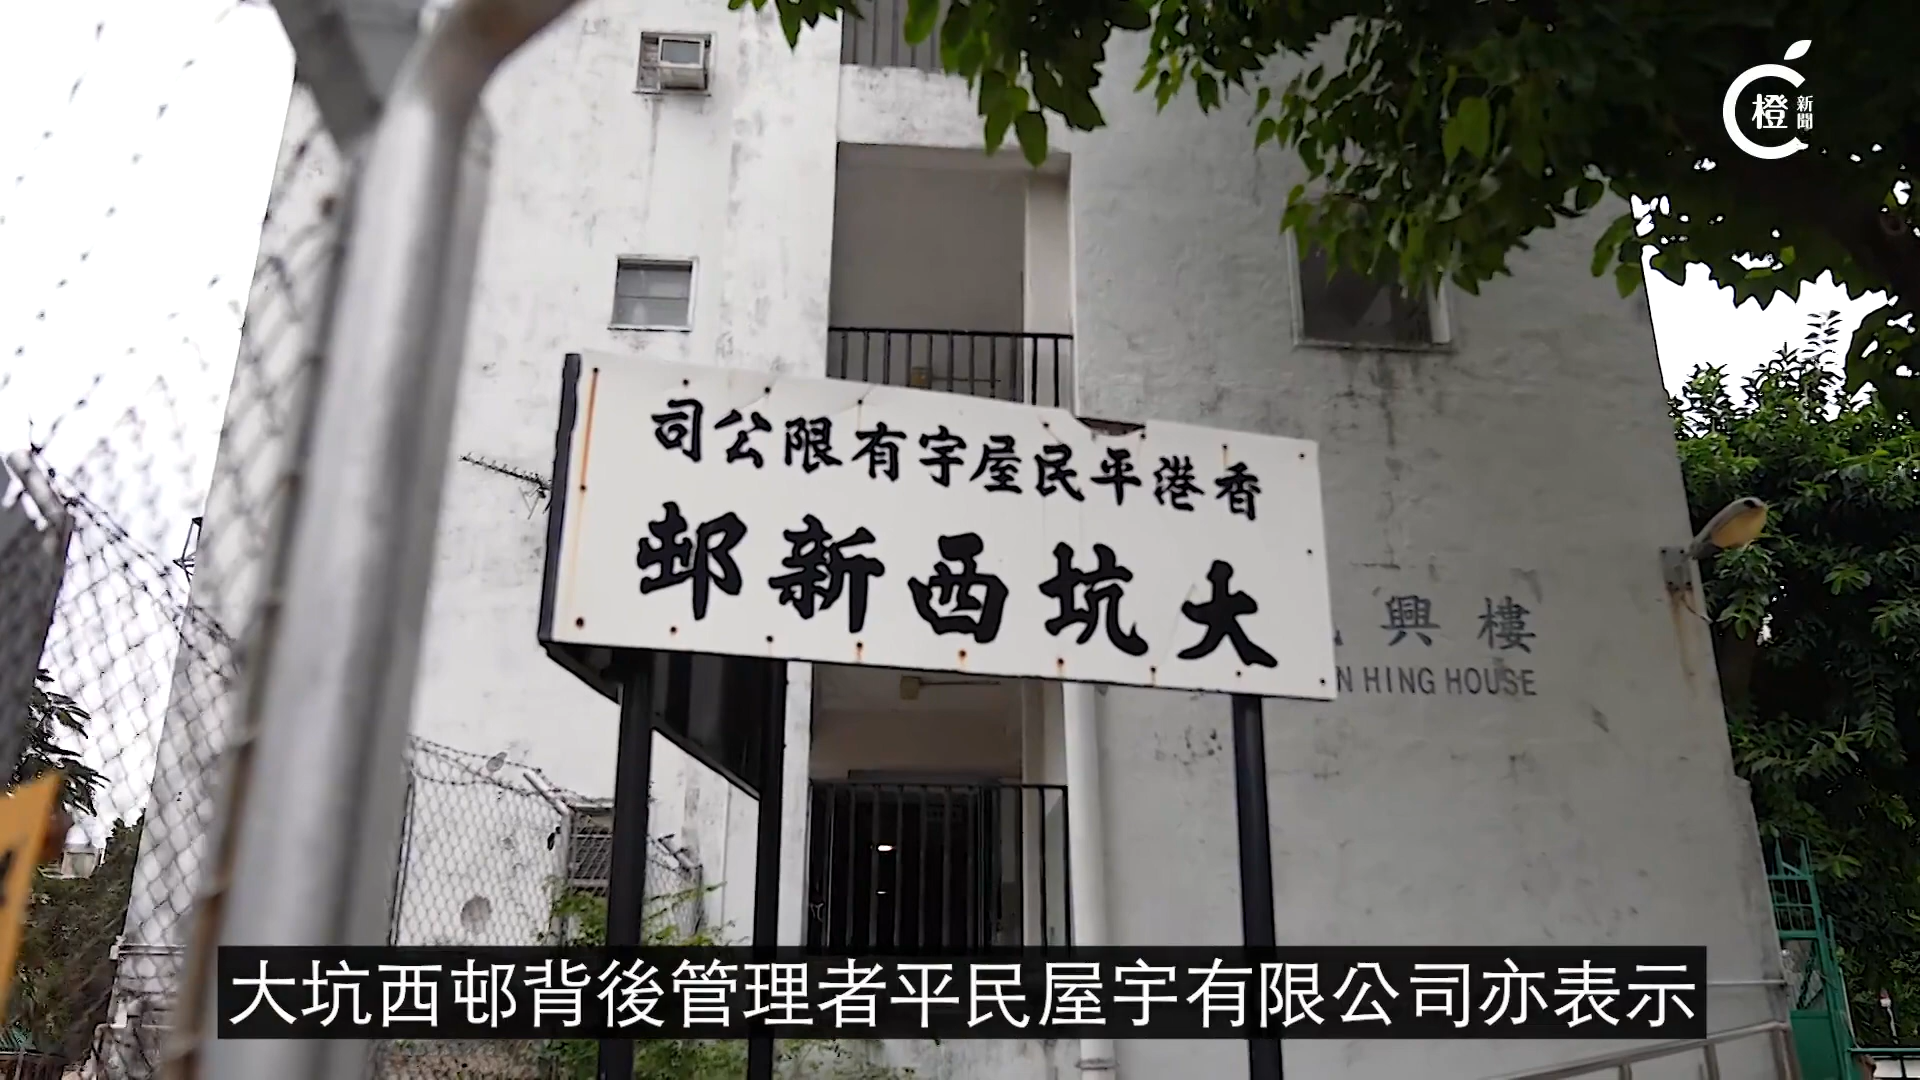 橙新聞
香港平民屋宇有限公司
大坑西新邨
興樓
N HING HOUSE
大坑西邨背後管理者平民屋宇有限公司亦表示